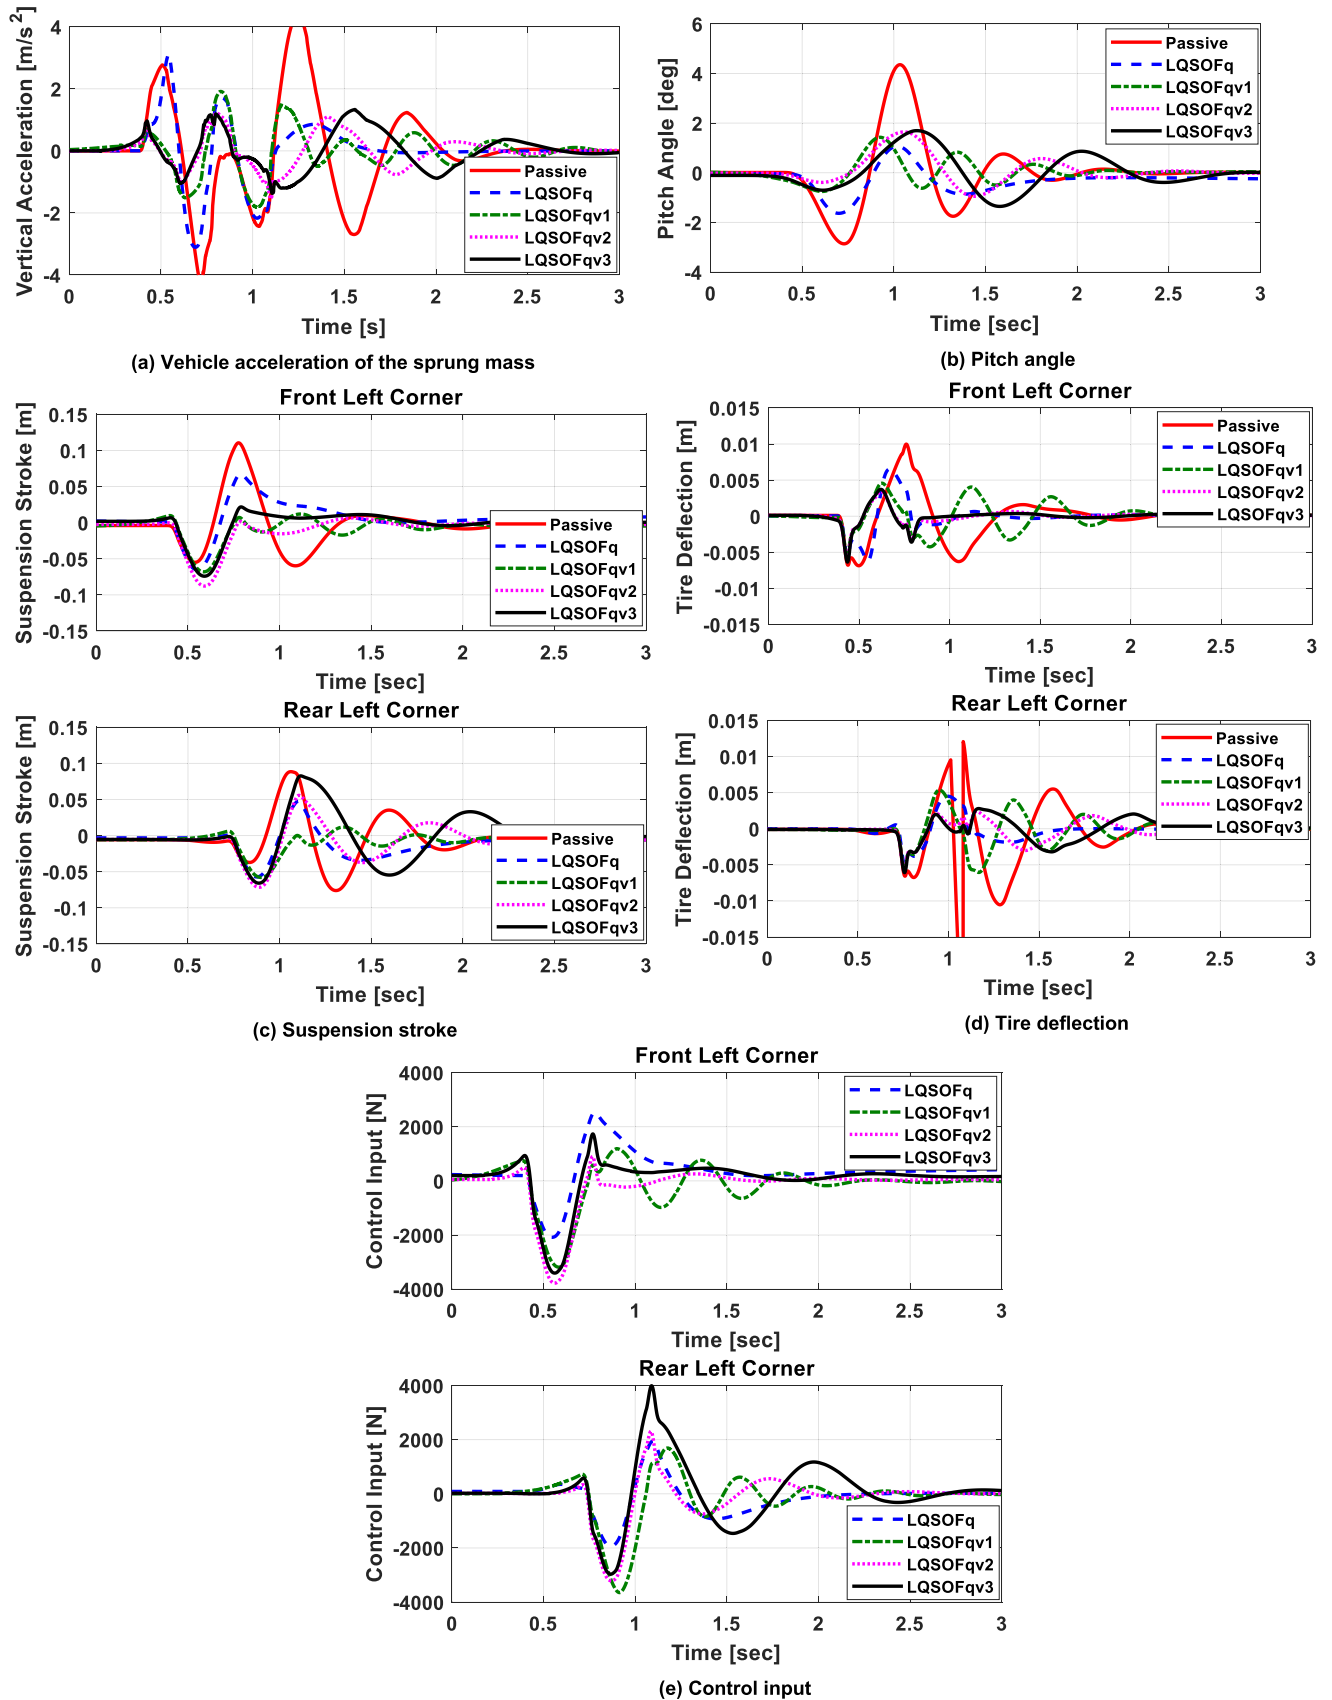 Vertical Acceleration [m/s²]
4
2
0
-2
-4
0 0.5 1 1.5 2 2.5 3
Time [s]
Passive
LQSOFq
LQSOFqv1
LQSOFqv2
LQSOFqv3
(a) Vehicle acceleration of the sprung mass
Pitch Angle [deg]
6
4
2
0
-2
-4
0 0.5 1 1.5 2 2.5 3
Time [sec]
Passive
LQSOFq
LQSOFqv1
LQSOFqv2
LQSOFqv3
(b) Pitch angle
Front Left Corner
Suspension Stroke [m]
0.15
0.1
0.05
0
-0.05
-0.1
-0.15
0 0.5 1 1.5 2 2.5 3
Time [sec]
Passive
LQSOFq
LQSOFqv1
LQSOFqv2
LQSOFqv3
Rear Left Corner
Suspension Stroke [m]
0.15
0.1
0.05
0
-0.05
-0.1
-0.15
0 0.5 1 1.5 2 2.5 3
Time [sec]
Passive
LQSOFq
LQSOFqv1
LQSOFqv2
LQSOFqv3
(c) Suspension stroke
Front Left Corner
Tire Deflection [m]
0.015
0.01
0.005
0
-0.005
-0.01
-0.015
0 0.5 1 1.5 2 2.5 3
Time [sec]
Passive
LQSOFq
LQSOFqv1
LQSOFqv2
LQSOFqv3
Rear Left Corner
Tire Deflection [m]
0.015
0.01
0.005
0
-0.005
-0.01
-0.015
0 0.5 1 1.5 2 2.5 3
Time [sec]
Passive
LQSOFq
LQSOFqv1
LQSOFqv2
LQSOFqv3
(d) Tire deflection
Front Left Corner
Control Input [N]
4000
2000
0
-2000
-4000
0 0.5 1 1.5 2 2.5 3
Time [sec]
LQSOFq
LQSOFqv1
LQSOFqv2
LQSOFqv3
Rear Left Corner
Control Input [N]
4000
2000
0
-2000
-4000
0 0.5 1 1.5 2 2.5 3
Time [sec]
LQSOFq
LQSOFqv1
LQSOFqv2
LQSOFqv3
(e) Control input